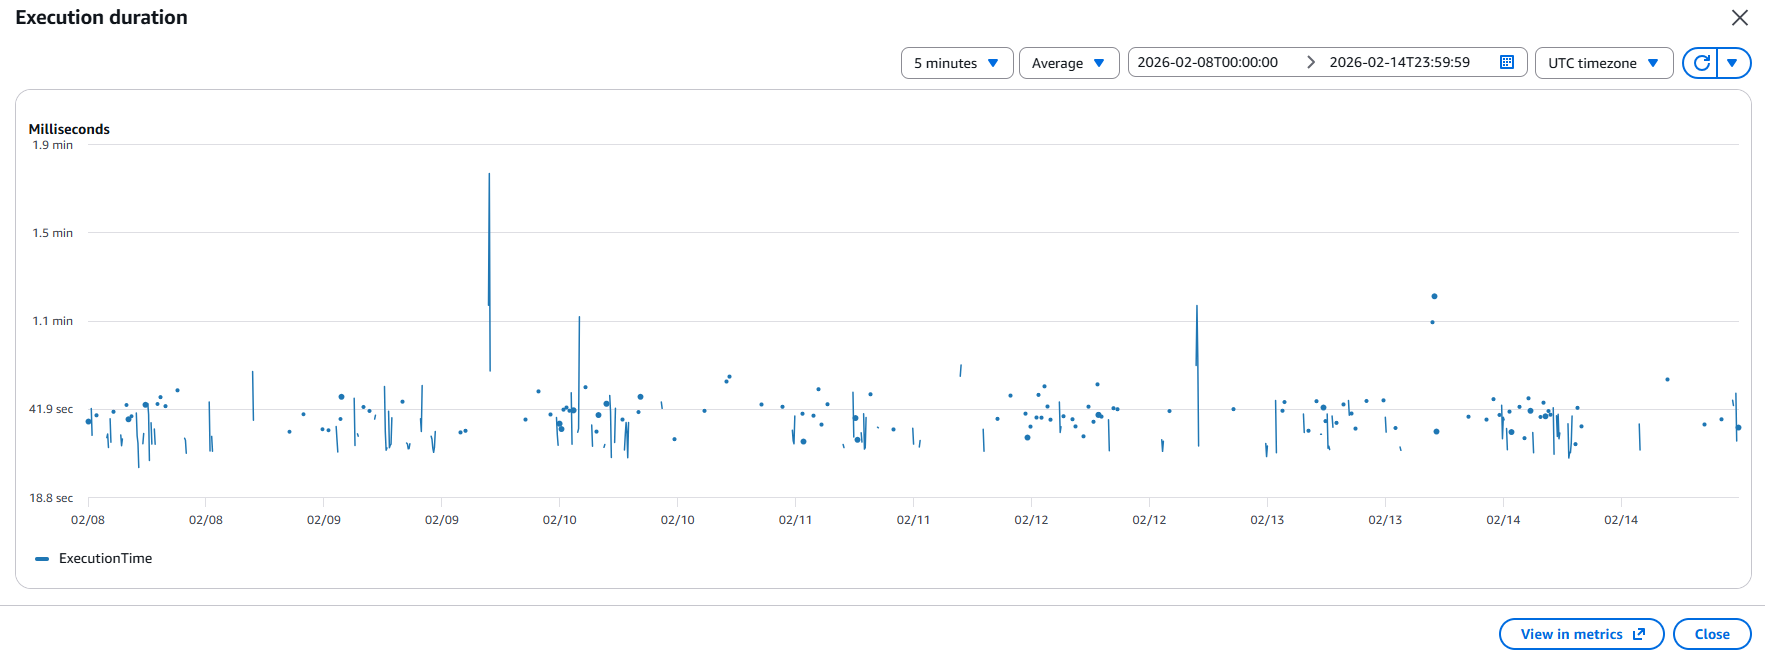 Execution duration
5 minutes Average 2026-02-08T00:00:00 2026-02-14T23:59:59 UTC timezone
Milliseconds
1.9 min
1.5 min
1.1 min
41.9 sec
18.8 sec
02/08 02/08 02/09 02/09 02/10 02/10 02/11 02/11 02/12 02/12 02/13 02/13 02/14 02/14
ExecutionTime
View in metrics Close